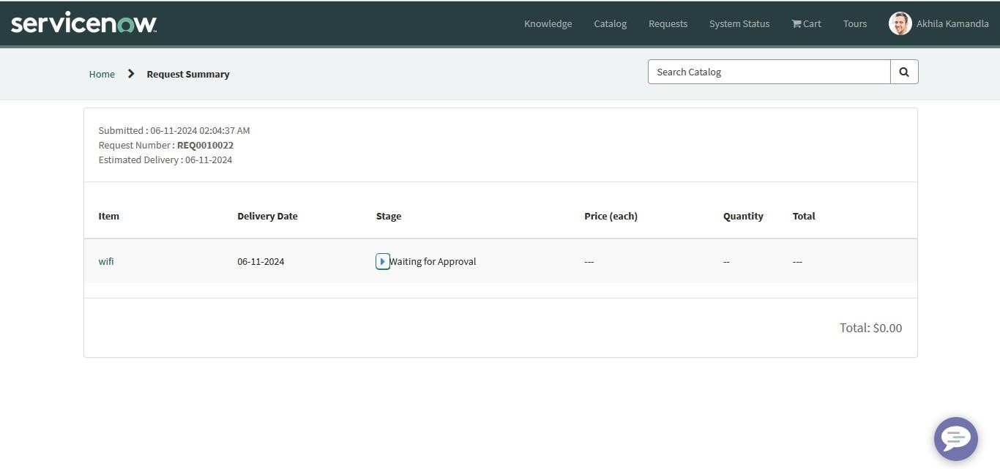 servicenow
Knowledge Catalog Requests System Status Cart Tours Akhila Kamandla
Home Request Summary Search Catalog
Submitted : 06-11-2024 02:04:37 AM
Request Number : REQ0010022
Estimated Delivery : 06-11-2024
Item Delivery Date Stage Price (each) Quantity Total
wifi 06-11-2024 Waiting for Approval --- -- ---
Total: $0.00